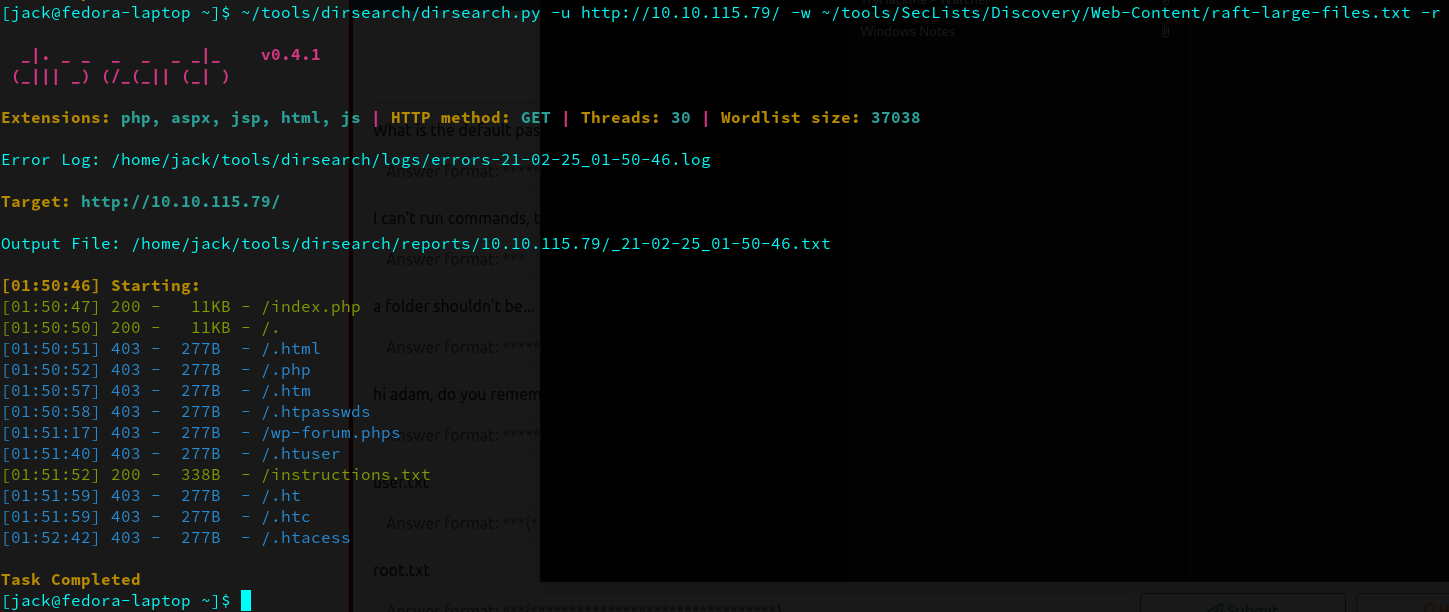 [jack@fedora-laptop ~]$ ~/tools/dirsearch/dirsearch.py -u http://10.10.115.79/ -w ~/tools/SecLists/Discovery/Web-Content/raft-large-files.txt -r
Windows Notes
_|. _ _  _  _  _ _|_    v0.4.1
(_||| _) (/_(_|| (_| )
Extensions: php, aspx, jsp, html, js | HTTP method: GET | Threads: 30 | Wordlist size: 37038
What is the default pas
Error Log: /home/jack/tools/dirsearch/logs/errors-21-02-25_01-50-46.log
Answer format: *****
Target: http://10.10.115.79/
I can't run commands, t
Output File: /home/jack/tools/dirsearch/reports/10.10.115.79/_21-02-25_01-50-46.txt
Answer format: ***
[01:50:46] Starting:
[01:50:47] 200 -   11KB - /index.php
a folder shouldn't be...
[01:50:50] 200 -   11KB - /.
[01:50:51] 403 -  277B  - /.html
Answer format: *****
[01:50:52] 403 -  277B  - /.php
[01:50:57] 403 -  277B  - /.htm
hi adam, do you remem
[01:50:58] 403 -  277B  - /.htpasswds
[01:51:17] 403 -  277B  - /wp-forum.phps
Answer format: *****
[01:51:40] 403 -  277B  - /.htuser
[01:51:52] 200 -  338B  - /instructions.txt
user.txt
[01:51:59] 403 -  277B  - /.ht
[01:51:59] 403 -  277B  - /.htc
Answer format: ***{*
[01:52:42] 403 -  277B  - /.htacess
root.txt
Task Completed
[jack@fedora-laptop ~]$
Submit